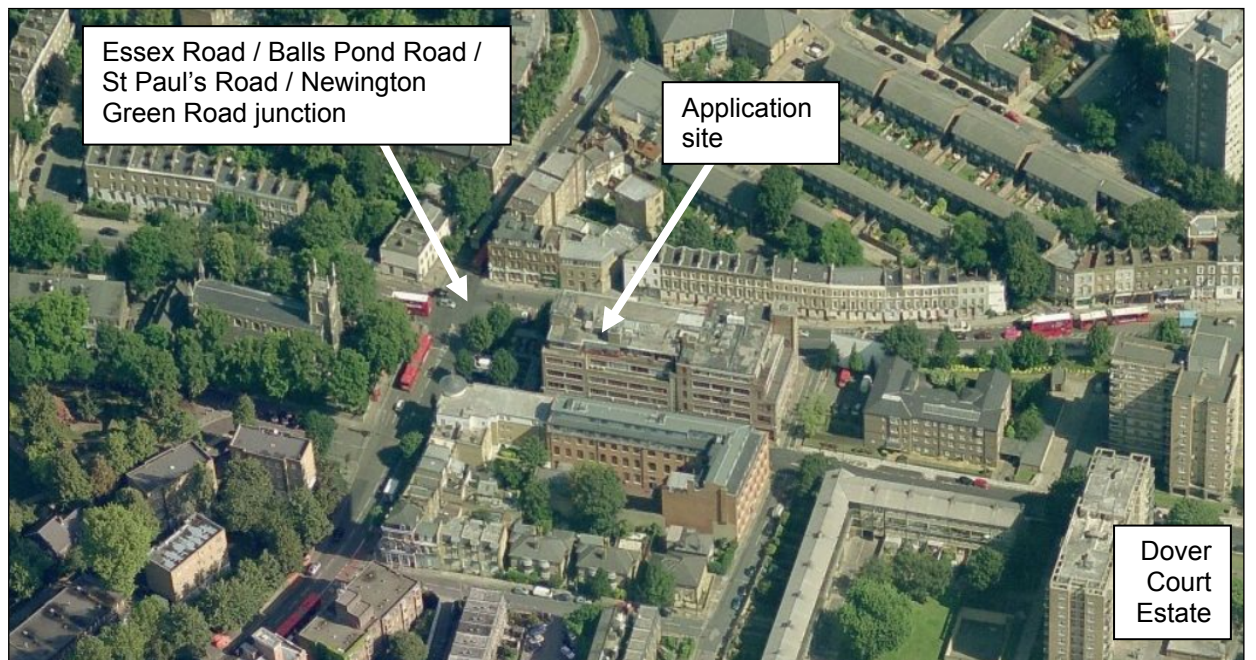 Essex Road / Balls Pond Road /
St Paul's Road / Newington
Green Road junction
Application
site
Dover
Court
Estate